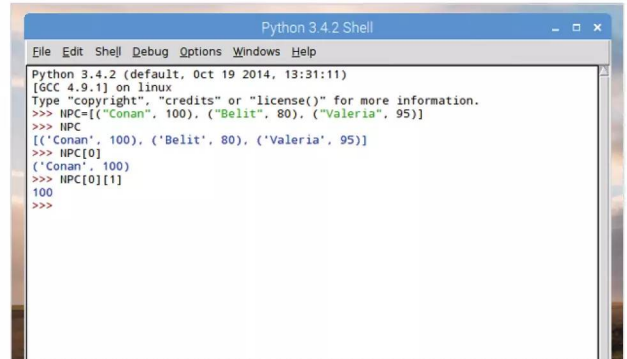 Python 3.4.2 Shell
File Edit Shell Debug Options Windows Help
Python 3.4.2 (default, Oct 19 2014, 13:31:11)
[GCC 4.9.1] on linux
Type "copyright", "credits" or "license()" for more information.
>>> NPC=[("Conan", 100), ("Belit", 80), ("Valeria", 95)]
>>> NPC
[('Conan', 100), ('Belit', 80), ('Valeria', 95)]
>>> NPC[0]
('Conan', 100)
>>> NPC[0][1]
100
>>>